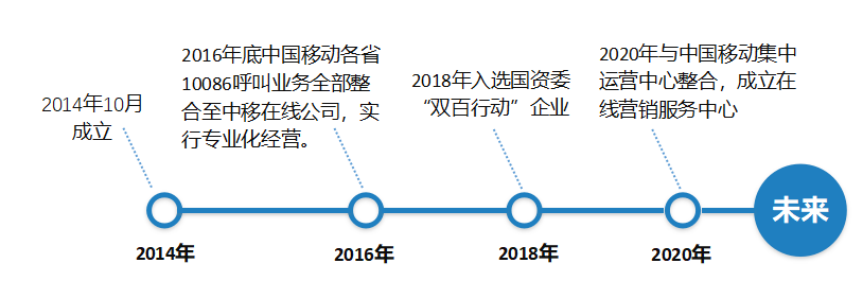 2014年10月
成立
2016年底中国移动各省
10086呼叫业务全部整
合至中移在线公司，实
行专业化经营。
2018年入选国资委
“双百行动”企业
2020年与中国移动集中
运营中心整合，成立在
线营销服务中心
未来
2014年
2016年
2018年
2020年